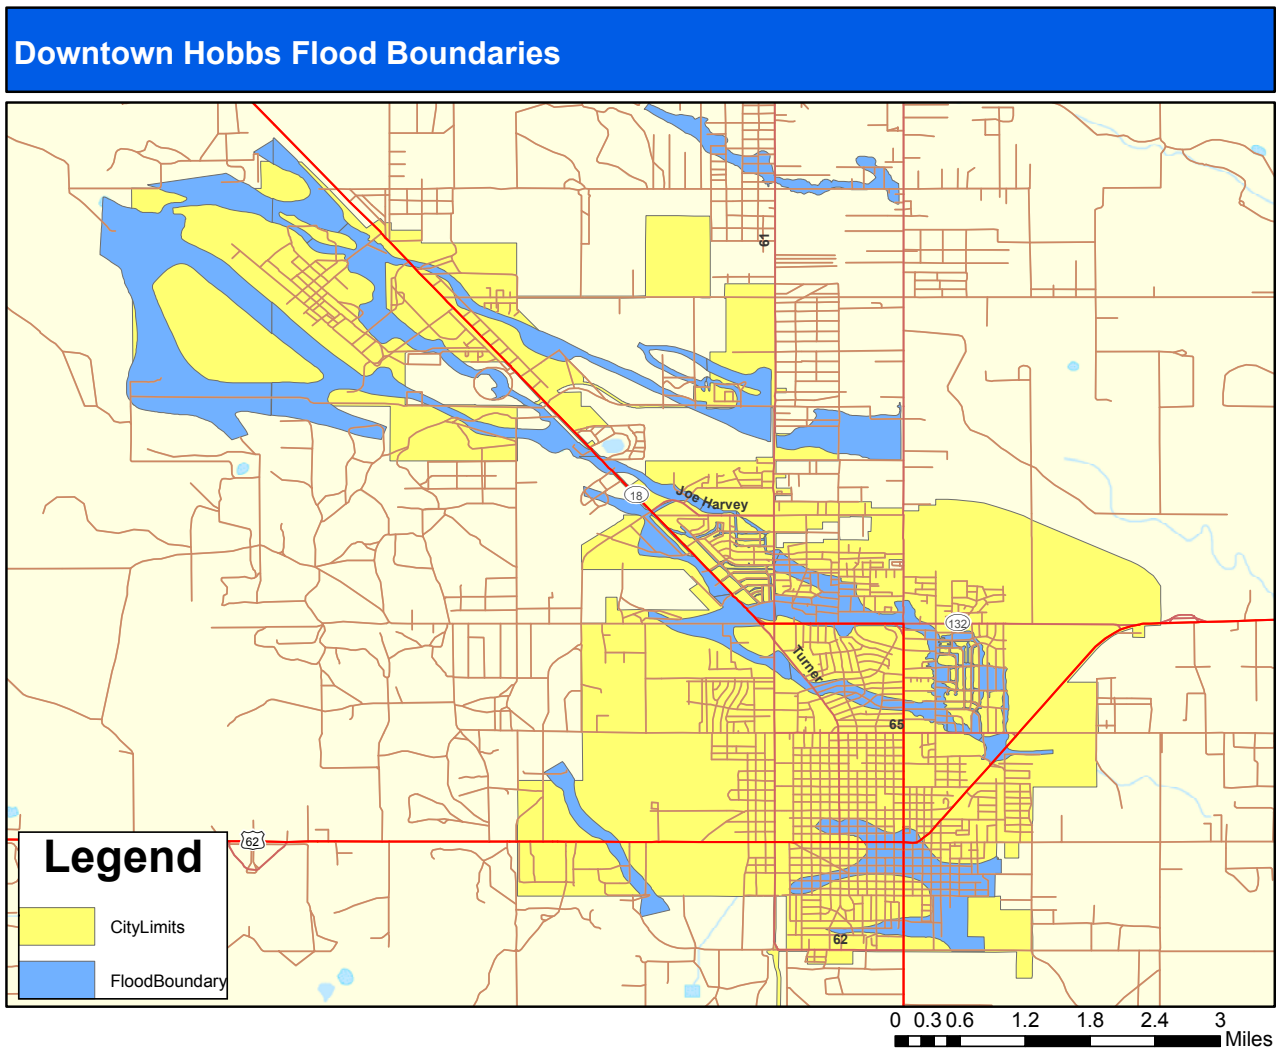 Downtown Hobbs Flood Boundaries
61
18
Joe Harvey
132
Turner
65
62
Legend
CityLimits
62
FloodBoundary
0 0.3 0.6 1.2 1.8 2.4 3
Miles